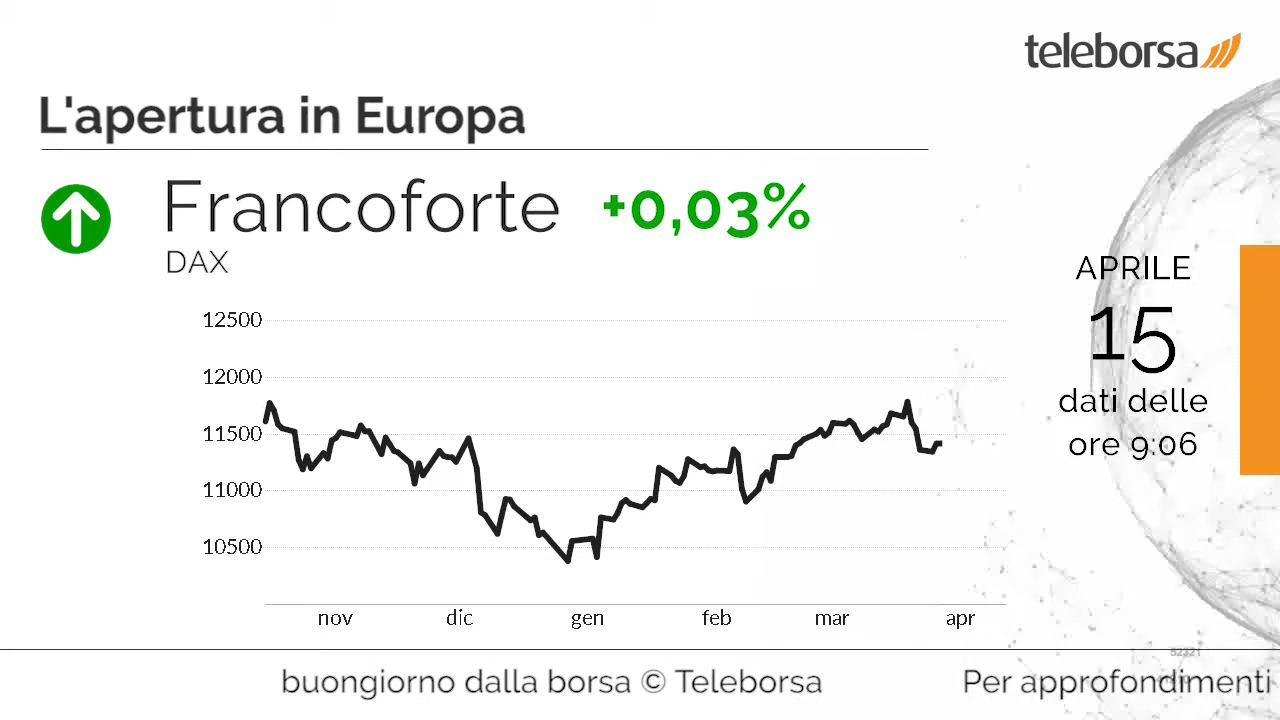 teleborsa
L'apertura in Europa
Francoforte +0,03%
DAX
APRILE
15
dati delle
ore 9:06
12500
12000
11500
11000
10500
nov dic gen feb mar apr
buongiorno dalla borsa © Teleborsa Per approfondimenti